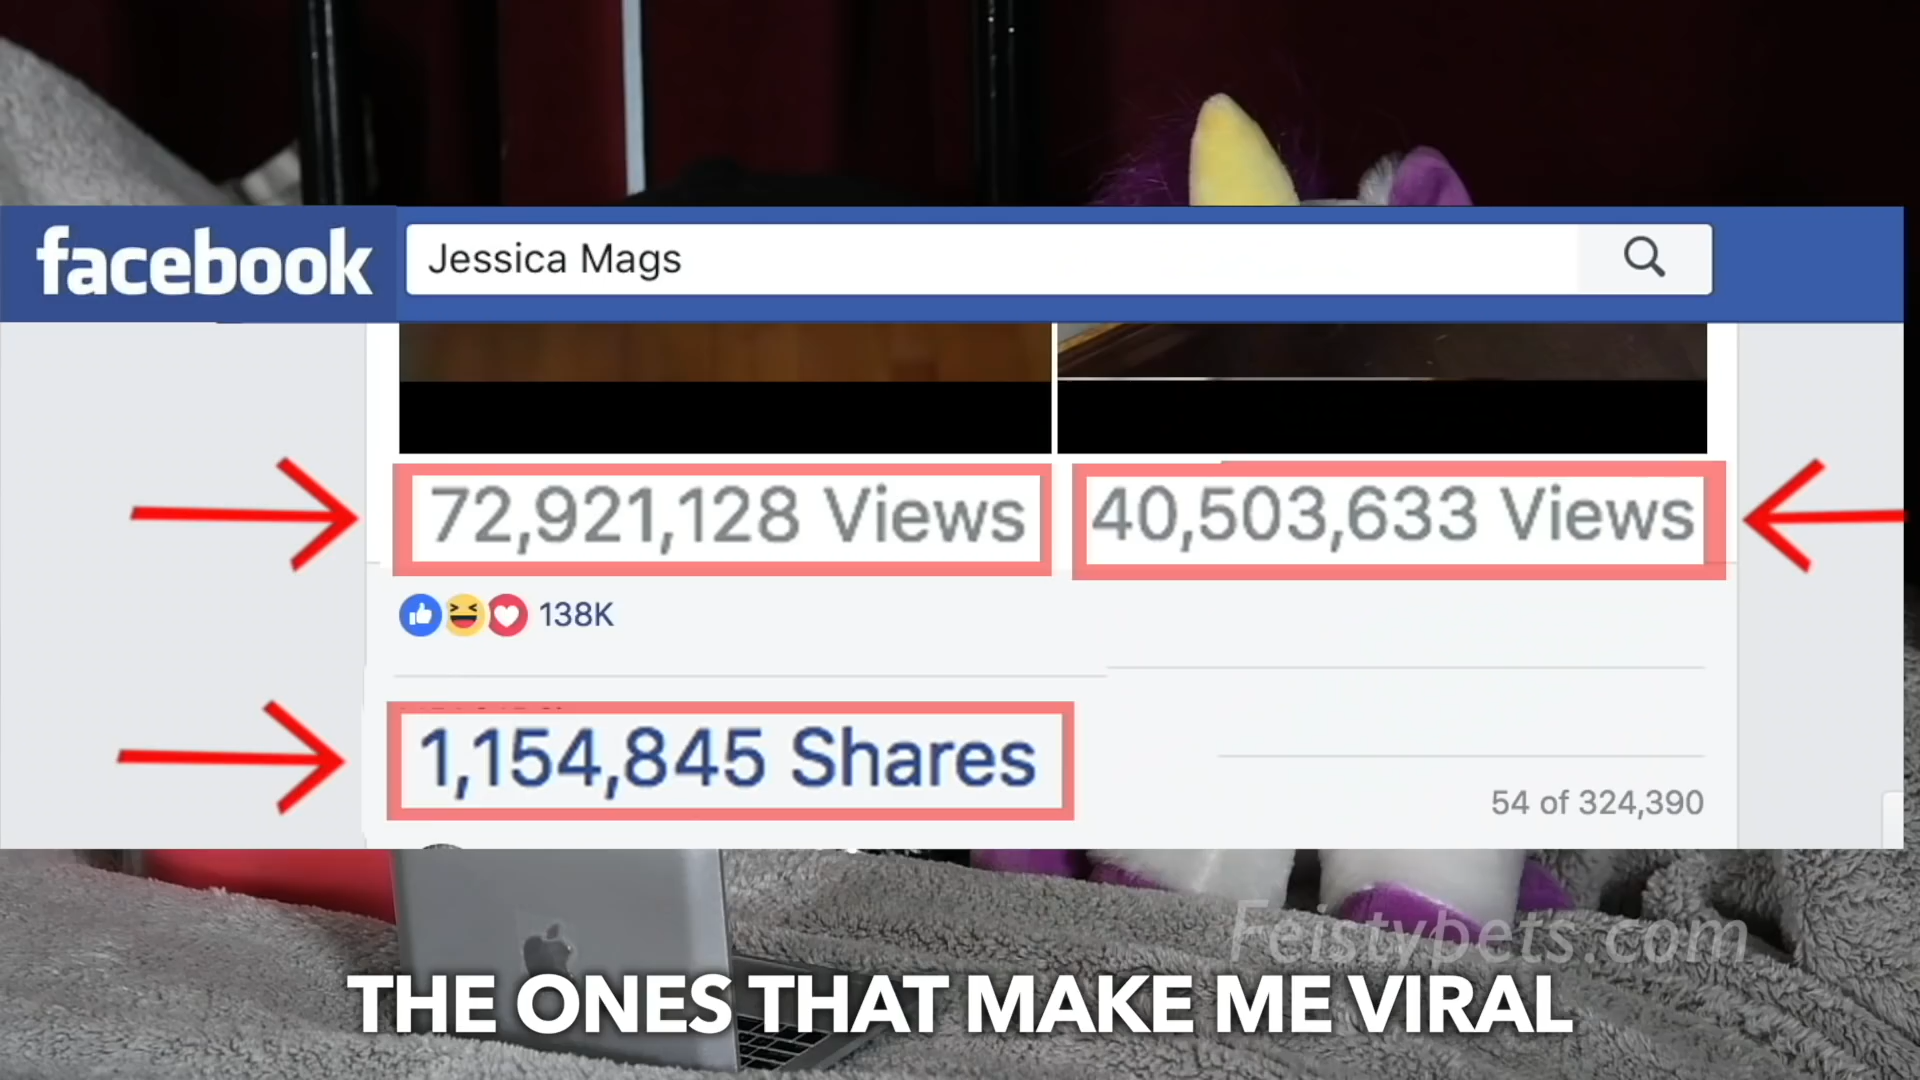 facebook
Jessica Mags
72,921,128 Views
40,503,633 Views
138K
1,154,845 Shares
54 of 324,390
Feistypets.com
THE ONES THAT MAKE ME VIRAL